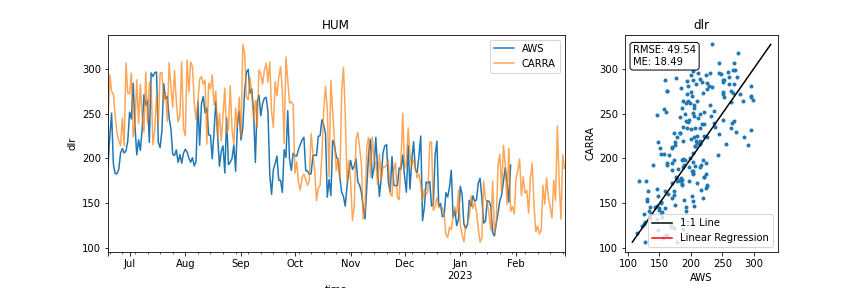 HUM
dlr
AWS
CARRA
300
250
200
150
100
dlr
Jul
Aug
Sep
Oct
Nov
Dec
Jan
2023
Feb
time
dlr
RMSE: 49.54
ME: 18.49
300
250
200
150
100
CARRA
1:1 Line
Linear Regression
100
150
200
250
300
AWS